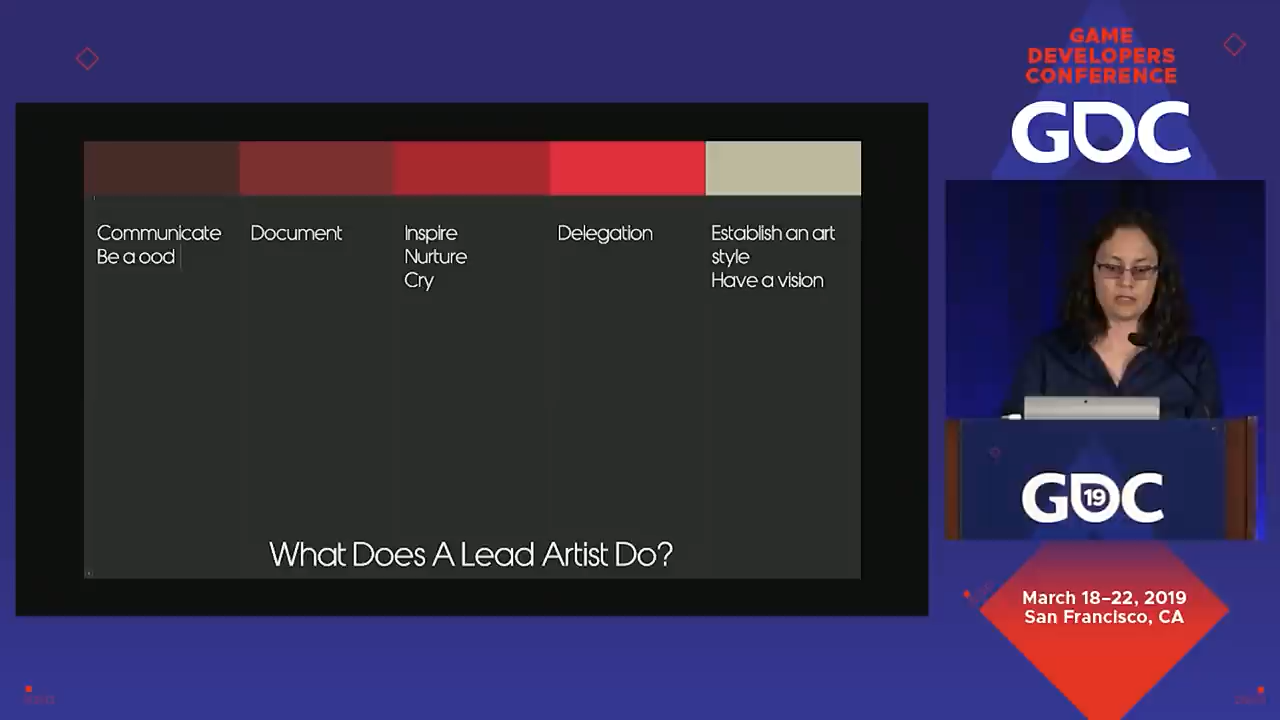 GAME
DEVELOPERS
CONFERENCE
GDC
Communicate
Be a ood
Document
Inspire
Nurture
Cry
Delegation
Establish an art
style
Have a vision
What Does A Lead Artist Do?
GDC
19
March 18–22, 2019
San Francisco, CA